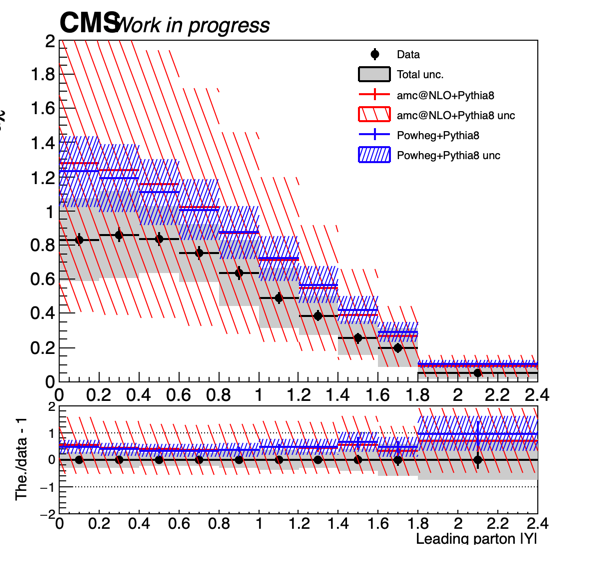 CMS Work in progress
2
1.8
1.6
1.4
1.2
1
0.8
0.6
0.4
0.2
0
Data
Total unc.
amc@NLO+Pythia8
amc@NLO+Pythia8 unc
Powheg+Pythia8
Powheg+Pythia8 unc
0 0.2 0.4 0.6 0.8 1 1.2 1.4 1.6 1.8 2 2.2 2.4
The./data - 1
2
1
0
−1
−2
0 0.2 0.4 0.6 0.8 1 1.2 1.4 1.6 1.8 2 2.2 2.4
Leading parton |Y|